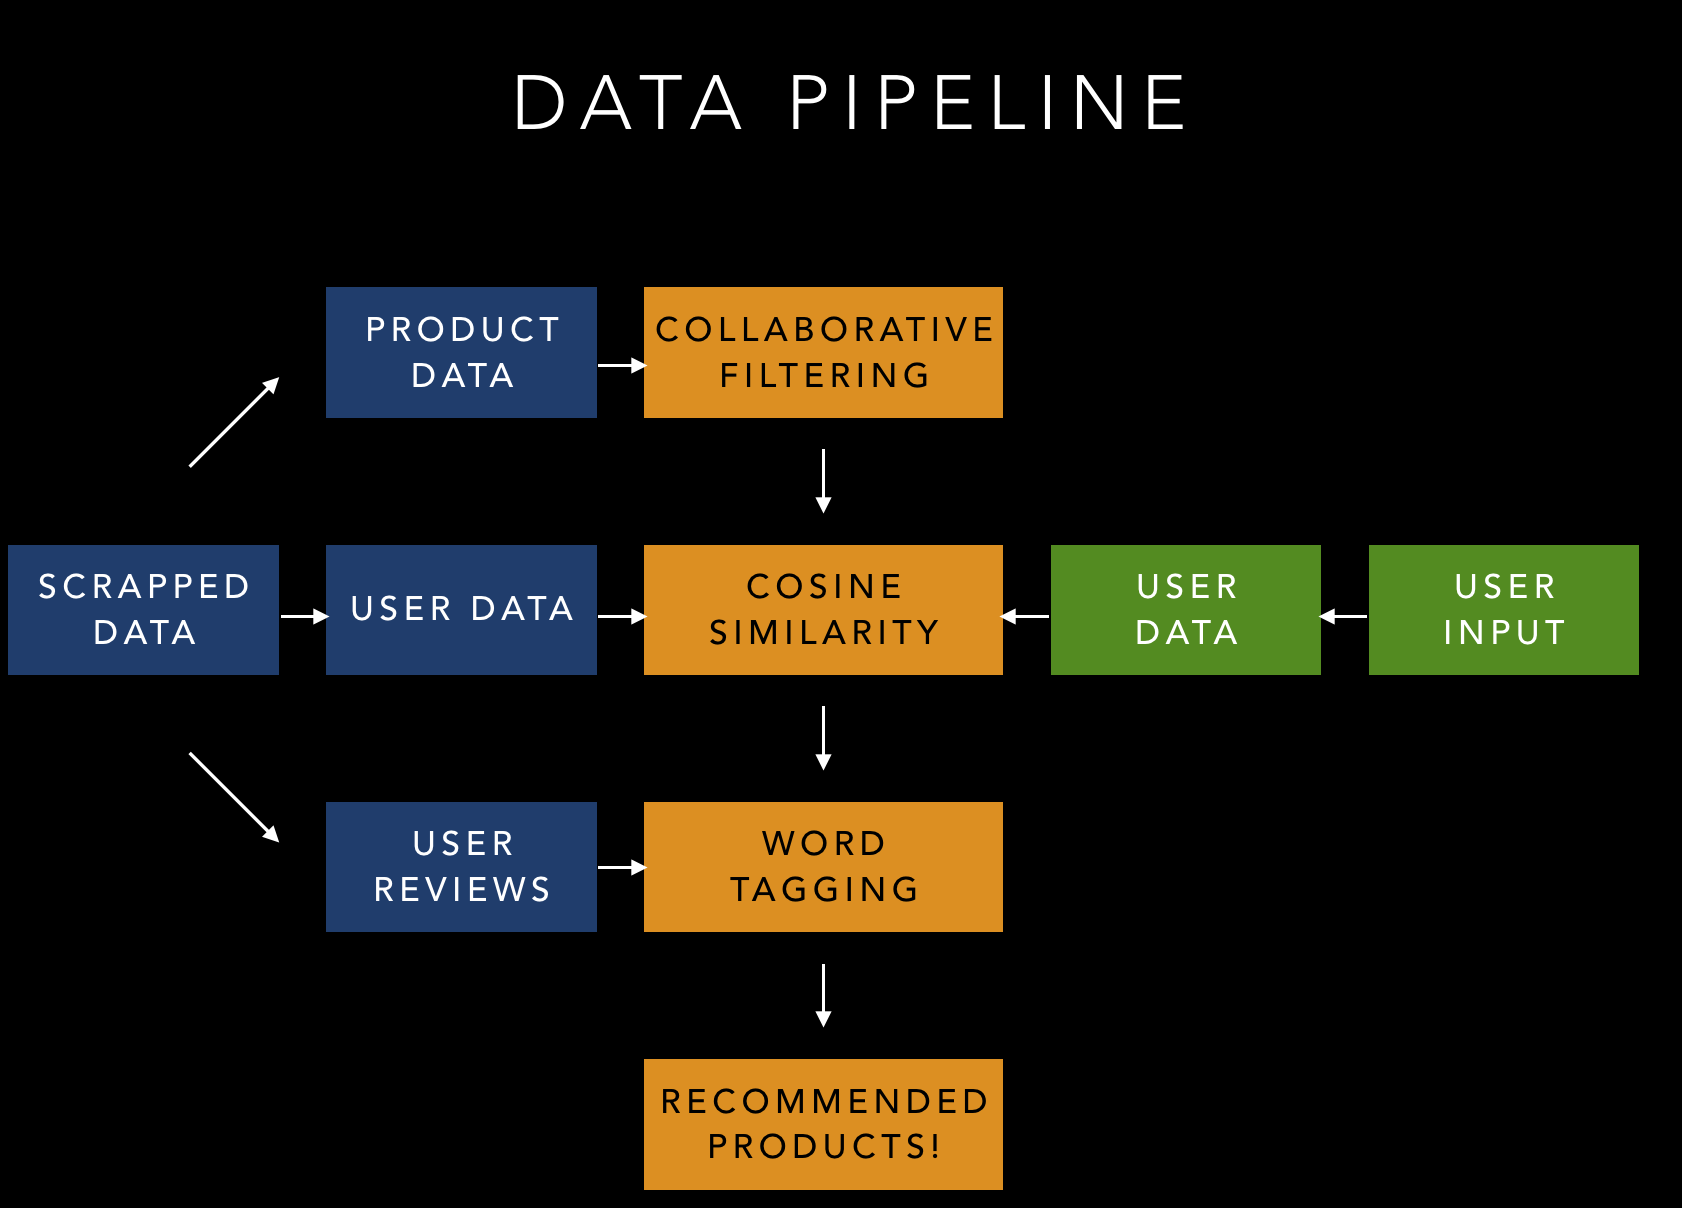 DATA PIPELINE
PRODUCT
DATA
COLLABORATIVE
FILTERING
SCRAPPED
DATA
USER DATA
COSINE
SIMILARITY
USER
DATA
USER
INPUT
USER
REVIEWS
WORD
TAGGING
RECOMMENDED
PRODUCTS!